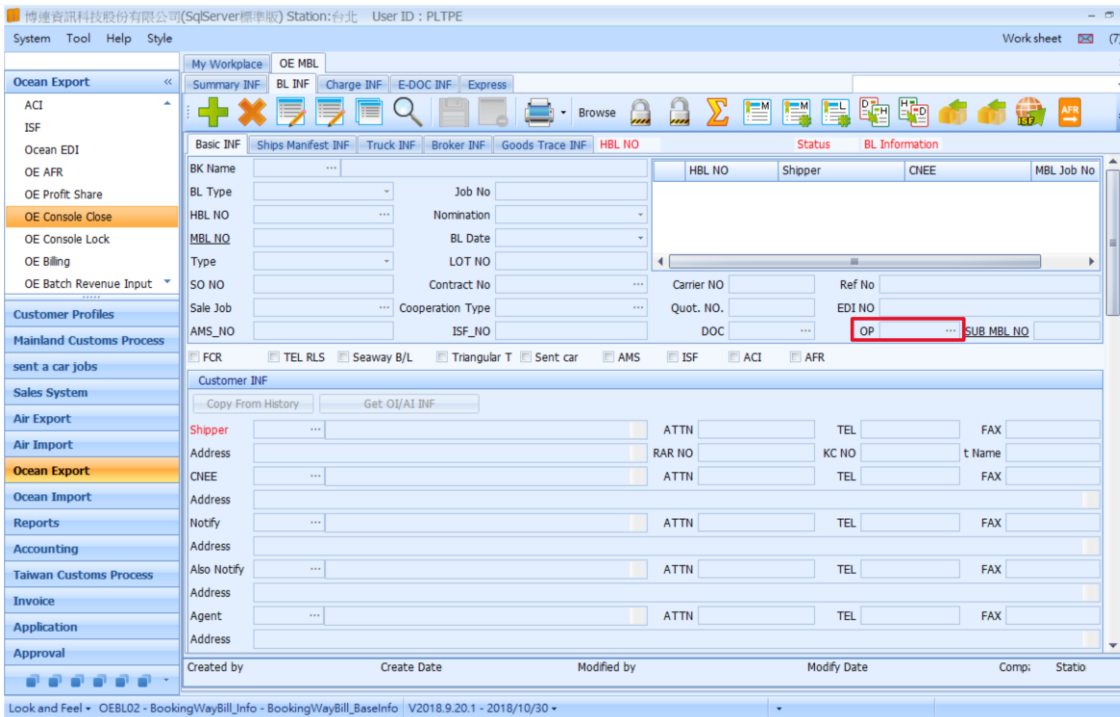 博連資訊科技股份有限公司(SqlServer標準版) Station:台北 User ID : PLTPE
System Tool Help Style
Work sheet (7
My Workplace OE MBL
Ocean Export «
Summary INF BL INF Charge INF E-DOC INF Express
ACI
ISF
Ocean EDI
OE AFR
OE Profit Share
OE Console Close
OE Console Lock
OE Billing
OE Batch Revenue Input
Customer Profiles
Mainland Customs Process
sent a car jobs
Sales System
Air Export
Air Import
Ocean Export
Ocean Import
Reports
Accounting
Taiwan Customs Process
Invoice
Application
Approval
Browse
M M L D H H D ISF AFR
Basic INF Ships Manifest INF Truck INF Broker INF Goods Trace INF HBL NO Status BL Information
BK Name ...
HBL NO Shipper CNEE MBL Job No
BL Type Job No
HBL NO ... Nomination
MBL NO BL Date
Type LOT NO
SO NO Contract No ... Carrier NO Ref No
Sale Job ... Cooperation Type ... Quot. NO. EDI NO
AMS_NO ISF_NO DOC ... OP ... SUB MBL NO
FCR TEL RLS Seaway B/L Triangular T Sent car AMS ISF ACI AFR
Customer INF
Copy From History Get OI/AI INF
Shipper ... ATTN TEL FAX
Address RAR NO KC NO t Name
CNEE ... ATTN TEL FAX
Address
Notify ... ATTN TEL FAX
Address
Also Notify ... ATTN TEL FAX
Address
Agent ... ATTN TEL FAX
Address
Created by Create Date Modified by Modify Date Comp: Statio
Look and Feel OEBL02 - BookingWayBill_Info - BookingWayBill_BaseInfo V2018.9.20.1 - 2018/10/30